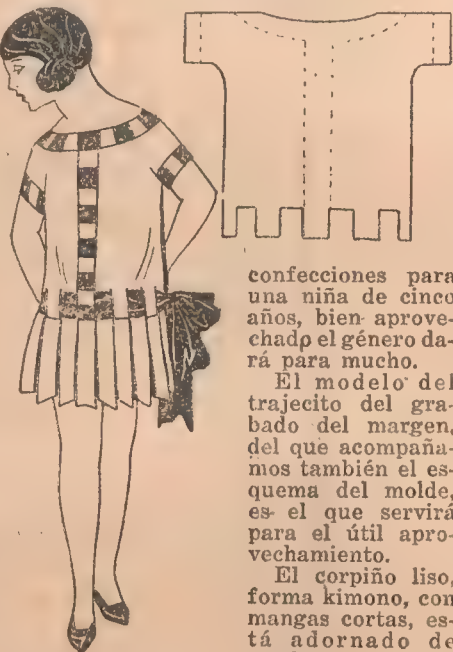 confecciones para
una niña de cinco
años, bien aprove-
chado el género da-
rá para mucho.
El modelo del
trajecito del gra-
bado del margen,
del que acompaña-
mos también el es-
quema del molde,
es el que servirá
para el útil apro-
vechamiento.
El corpiño liso,
forma kimono, con
mangas cortas, es-
tá adornado de